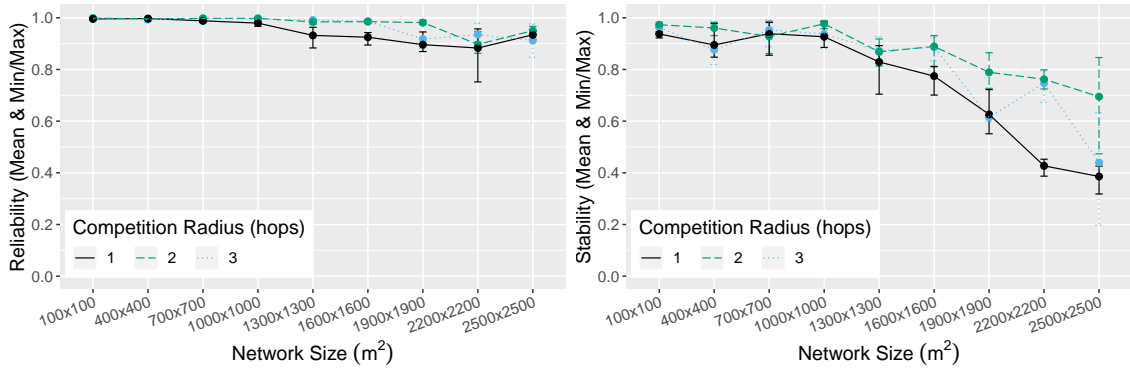 Reliability (Mean & Min/Max)
1.0
0.8
0.6
0.4
0.2
0.0
Competition Radius (hops)
1 2 3
100x100 400x400 700x700 1000x1000 1300x1300 1600x1600 1900x1900 2200x2200 2500x2500
Network Size (m²)
Stability (Mean & Min/Max)
1.0
0.8
0.6
0.4
0.2
0.0
Competition Radius (hops)
1 2 3
100x100 400x400 700x700 1000x1000 1300x1300 1600x1600 1900x1900 2200x2200 2500x2500
Network Size (m²)